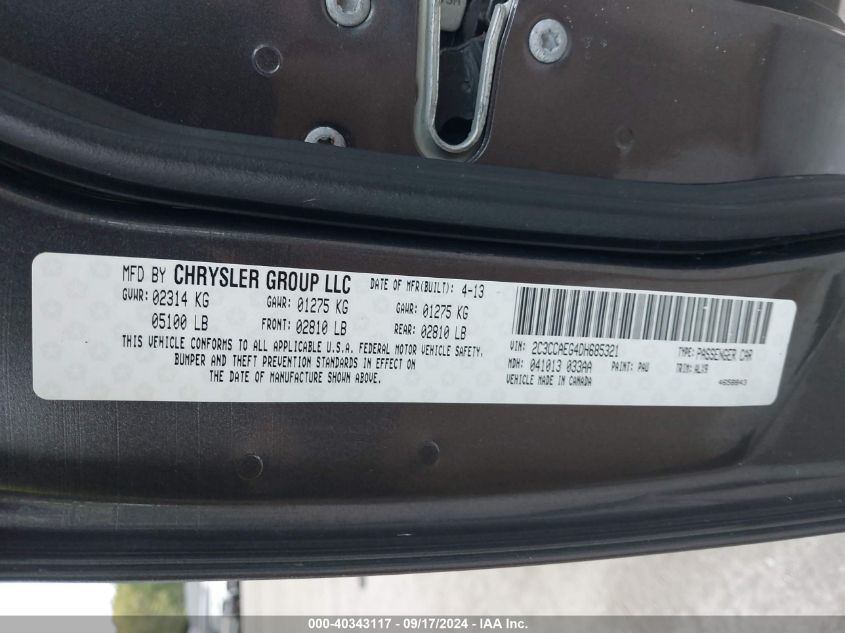 MFD BY CHRYSLER GROUP LLC DATE OF MFR(BUILT): 4-13
GVWR: 02314 KG GAWR: 01275 KG GAWR: 01275 KG
05100 LB FRONT: 02810 LB REAR: 02810 LB
THIS VEHICLE CONFORMS TO ALL APPLICABLE U.S.A. FEDERAL MOTOR VEHICLE SAFETY,
BUMPER AND THEFT PREVENTION STANDARDS IN EFFECT ON
THE DATE OF MANUFACTURE SHOWN ABOVE.
VIN: 2C3CCAEG4DH685321 TYPE: PASSENGER CAR
MDH: 041013 033AA PAINT: PAU TRIM: ALX9
VEHICLE MADE IN CANADA 4658843
000-40343117 - 09/17/2024 - IAA Inc.